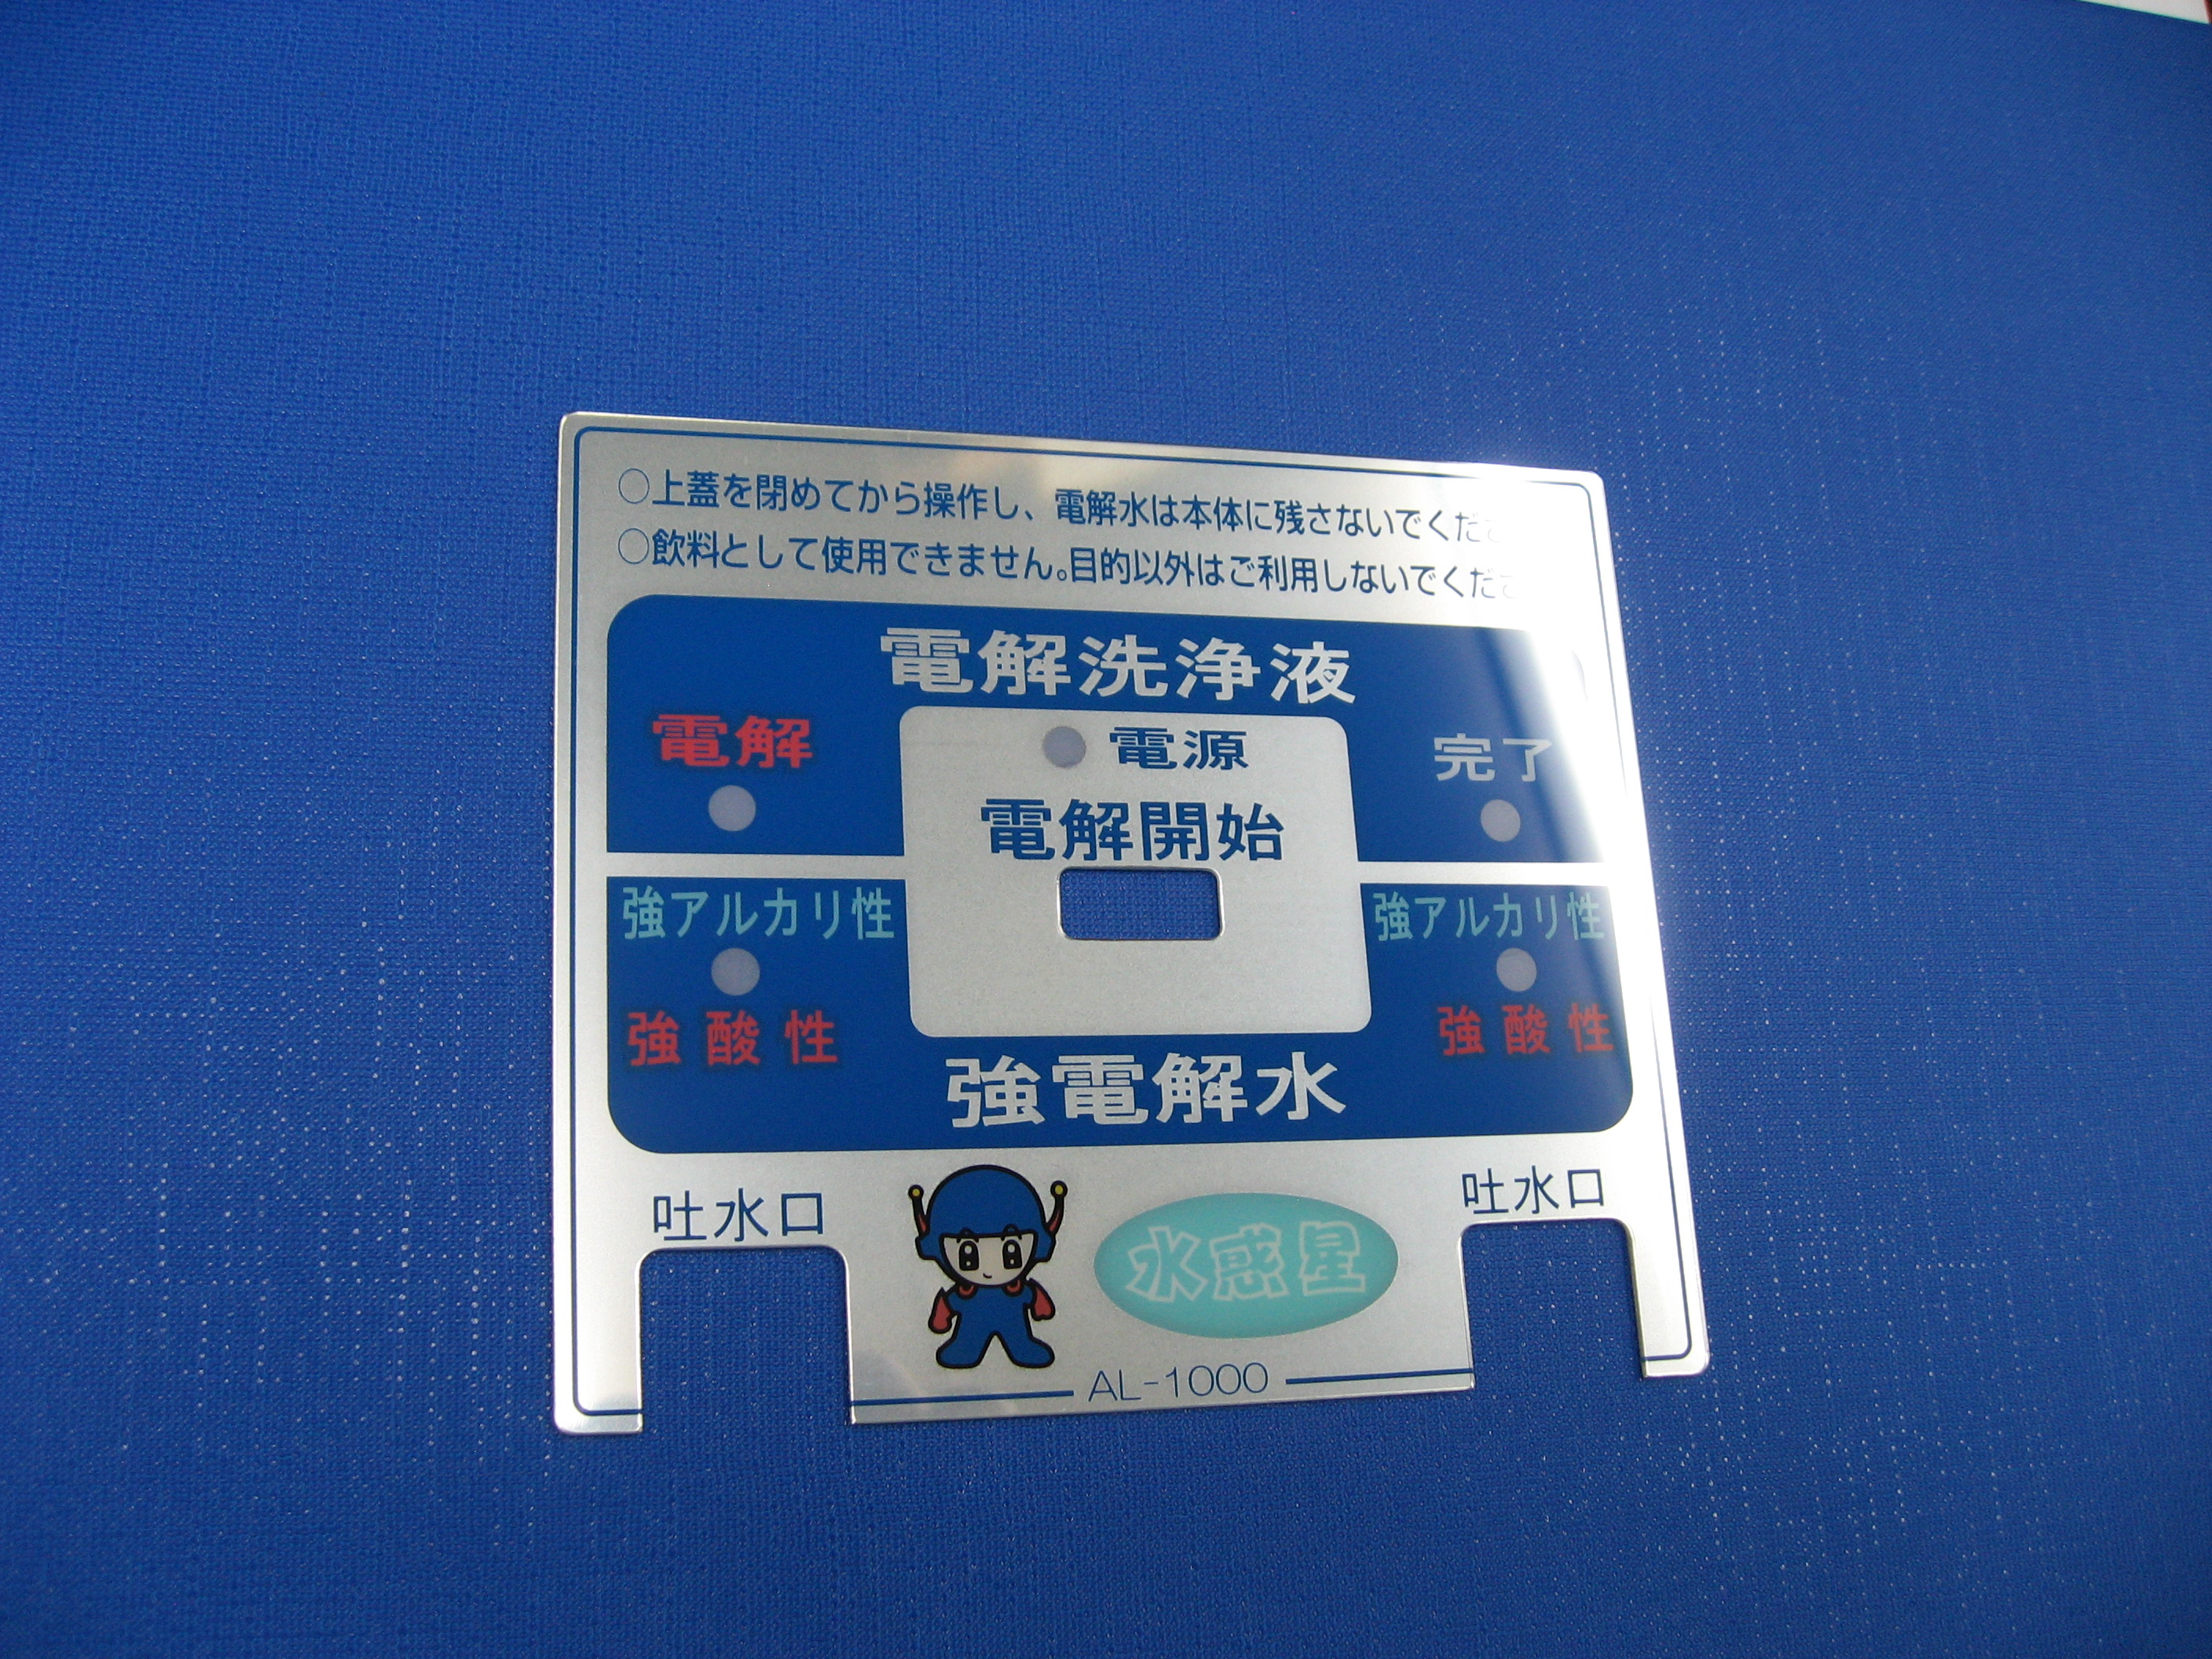 ○上蓋を閉めてから操作し、電解水は本体に残さないでくださ
○飲料として使用できません。目的以外はご利用しないでくださ
電解洗浄液
電解
電源
完了
電解開始
強アルカリ性
強アルカリ性
強酸性
強酸性
強電解水
吐水口
吐水口
水惑星
AL-1000